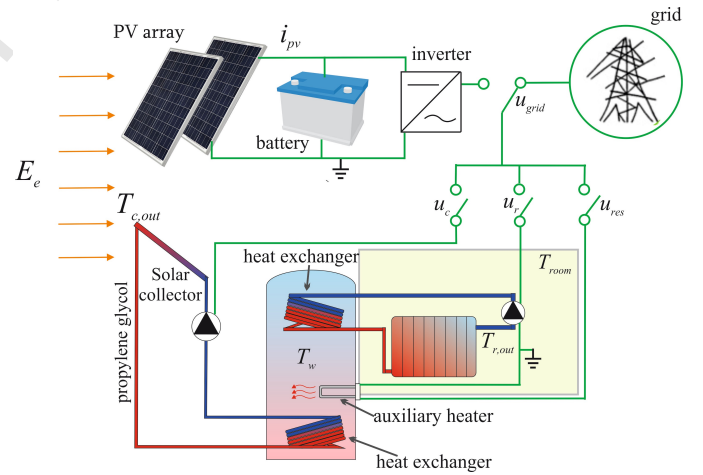 grid
PV array
i_pv
inverter
u_grid
battery
E_e
T_c,out
u_c
u_r
u_res
heat exchanger
T_room
Solar
collector
propylene glycol
T_r,out
T_w
auxiliary heater
heat exchanger